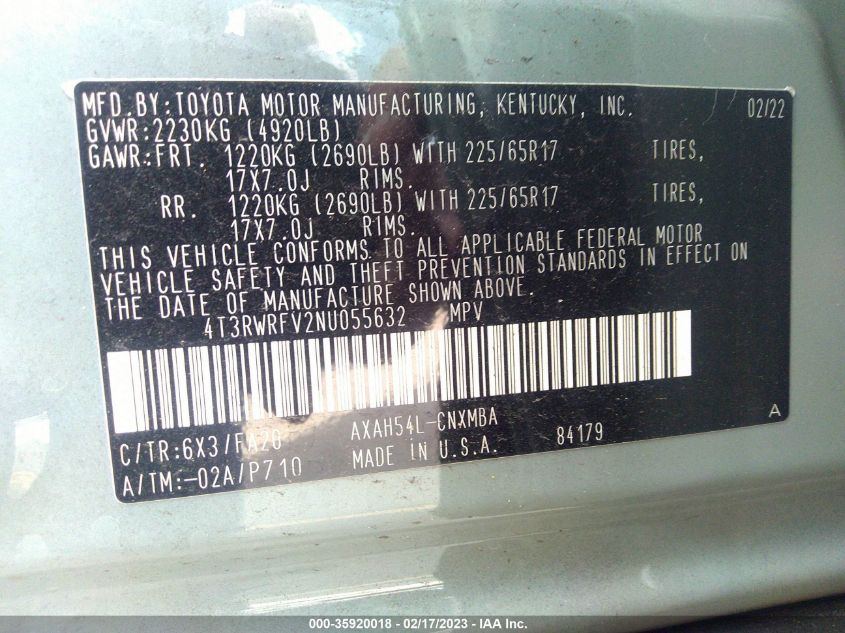 MFD. BY: TOYOTA MOTOR MANUFACTURING, KENTUCKY, INC. 02/22
GVWR: 2230KG (4920LB)
GAWR: FRT. 1220KG (2690LB) WITH 225/65R17 TIRES,
17X7.0J RIMS.
RR. 1220KG (2690LB) WITH 225/65R17 TIRES,
17X7.0J RIMS.
THIS VEHICLE CONFORMS TO ALL APPLICABLE FEDERAL MOTOR
VEHICLE SAFETY AND THEFT PREVENTION STANDARDS IN EFFECT ON
THE DATE OF MANUFACTURE SHOWN ABOVE.
4T3RWRFV2NU055632 MPV
A
C/TR:6X3/FA20 AXAH54L-CNXMBA
A/TM:-02A/P710 MADE IN U.S.A. 84179
000-35920018 - 02/17/2023 - IAA Inc.